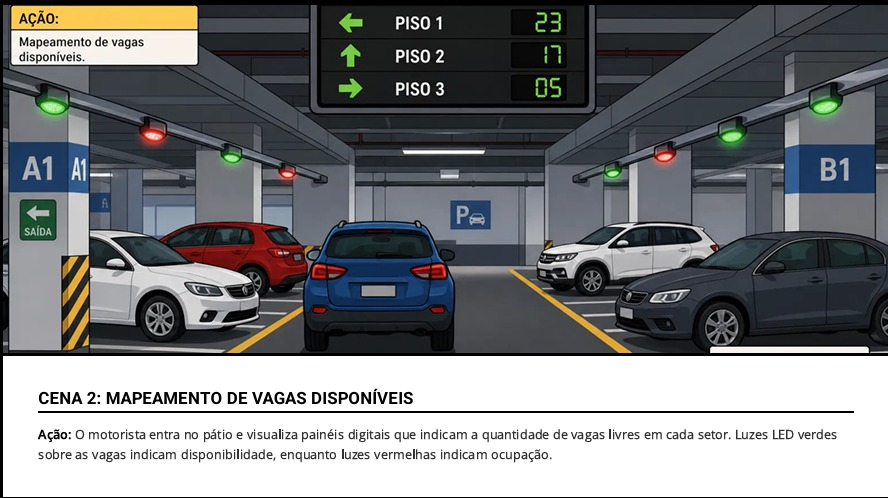 AÇÃO:
Mapeamento de vagas
disponíveis.
PISO 1 23
PISO 2 17
PISO 3 05
A1 A1
A
SAÍDA
P
B1
CENA 2: MAPEAMENTO DE VAGAS DISPONÍVEIS
Ação: O motorista entra no pátio e visualiza painéis digitais que indicam a quantidade de vagas livres em cada setor. Luzes LED verdes
sobre as vagas indicam disponibilidade, enquanto luzes vermelhas indicam ocupação.